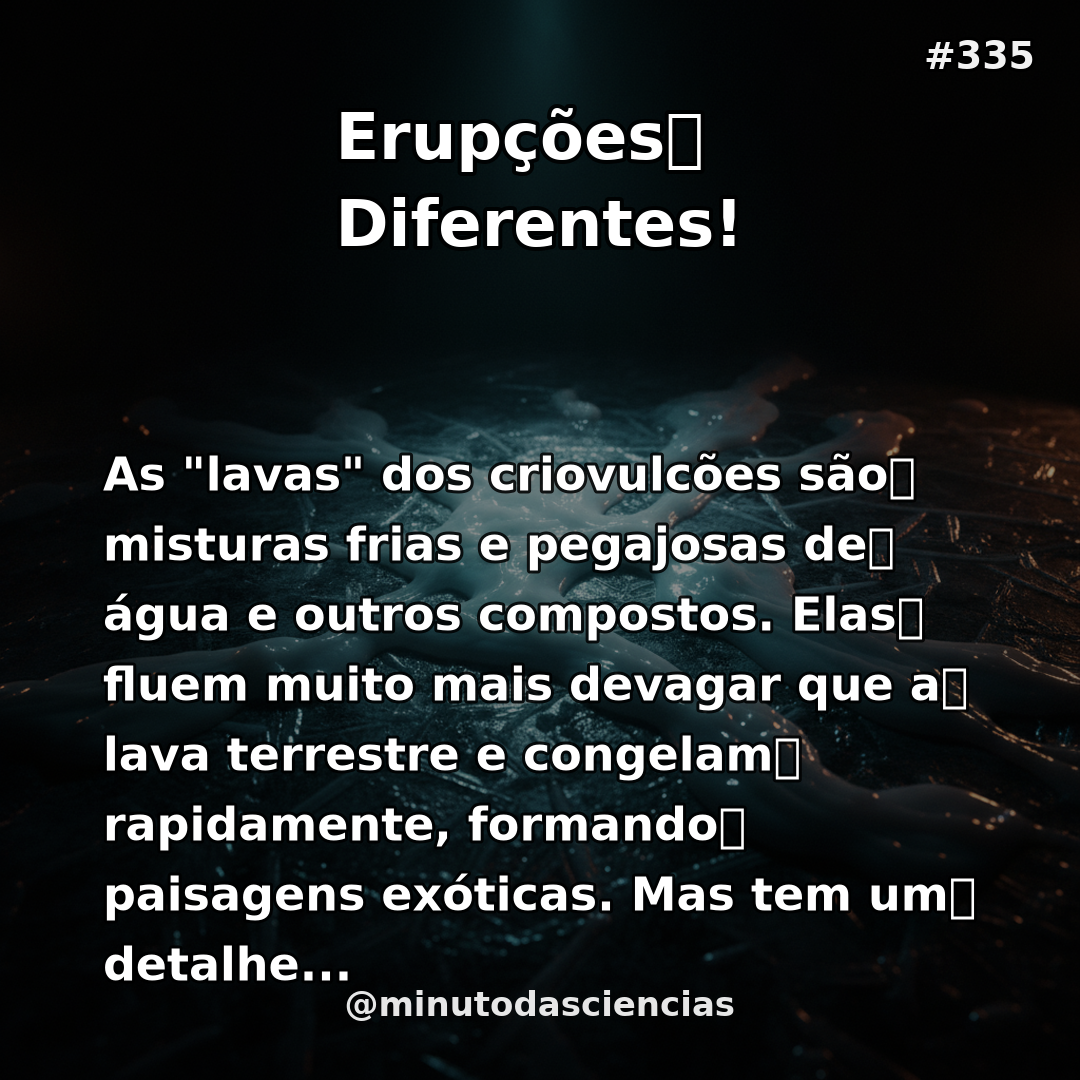 #335
Erupções
Diferentes!
As "lavas" dos criovulcões são
misturas frias e pegajosas de
água e outros compostos. Elas
fluem muito mais devagar que a
lava terrestre e congelam
rapidamente, formando
paisagens exóticas. Mas tem um
detalhe...
@minutodasciencias